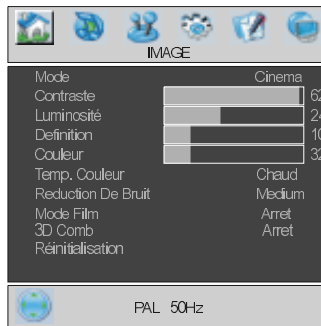 IMAGE
Mode Cinema
Contraste 62
Luminosité 24
Definition 10
Couleur 32
Temp. Couleur Chaud
Reduction De Bruit Medium
Mode Film Arret
3D Comb Arret
Réinitialisation
PAL 50Hz